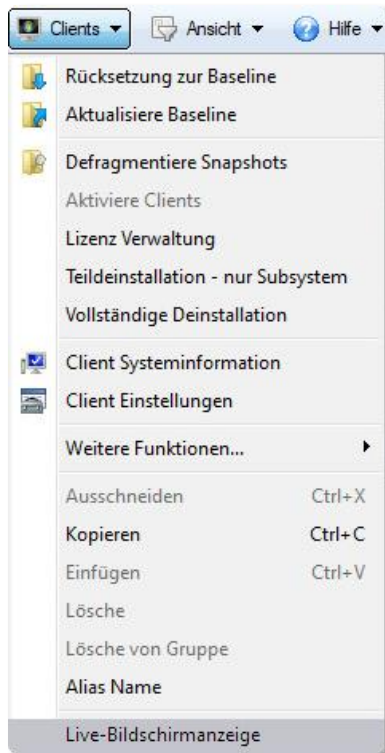 Clients Ansicht Hilfe
Rücksetzung zur Baseline
Aktualisiere Baseline
Defragmentiere Snapshots
Aktiviere Clients
Lizenz Verwaltung
Teildeinstallation - nur Subsystem
Vollständige Deinstallation
Client Systeminformation
Client Einstellungen
Weitere Funktionen...
Ausschneiden Ctrl+X
Kopieren Ctrl+C
Einfügen Ctrl+V
Lösche
Lösche von Gruppe
Alias Name
Live-Bildschirmanzeige